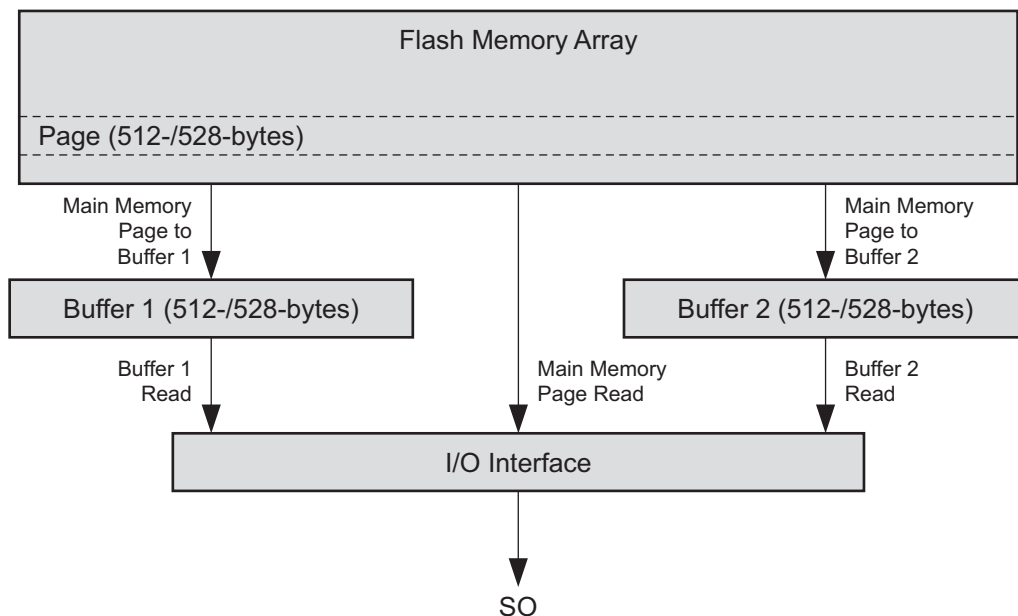 Flash Memory Array
Page (512-/528-bytes)
Main Memory
Page to
Buffer 1
Main Memory
Page to
Buffer 2
Buffer 1 (512-/528-bytes)
Buffer 2 (512-/528-bytes)
Buffer 1
Read
Main Memory
Page Read
Buffer 2
Read
I/O Interface
SO